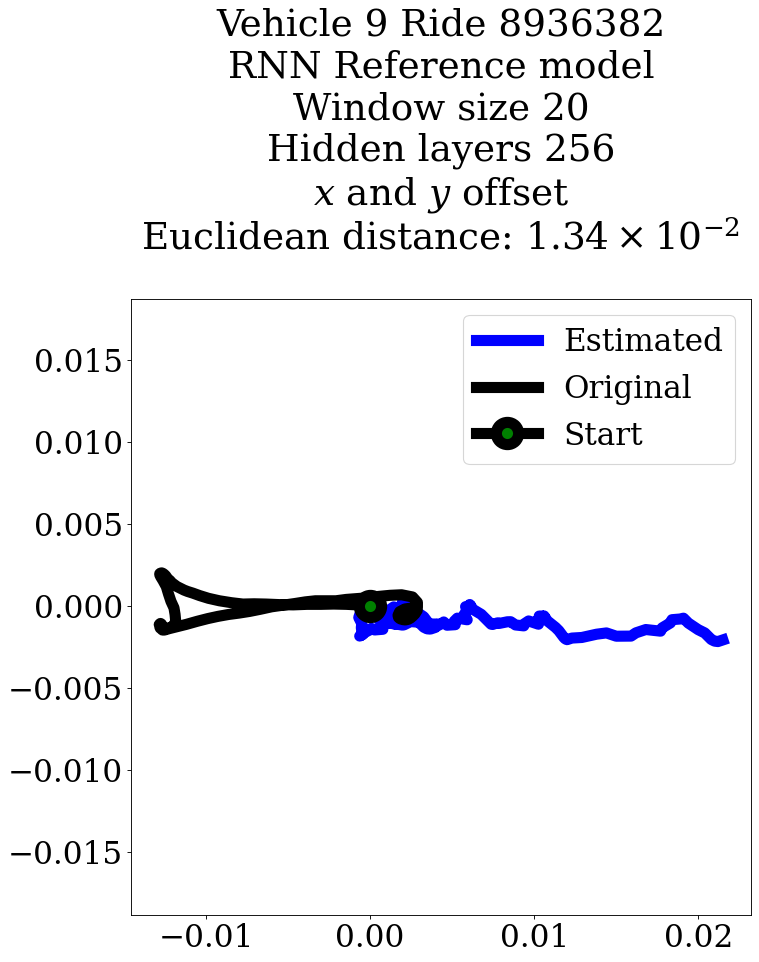 Vehicle 9 Ride 8936382
RNN Reference model
Window size 20
Hidden layers 256
x and y offset
Euclidean distance: 1.34 × 10⁻²
Estimated
Original
Start
0.015
0.010
0.005
0.000
−0.005
−0.010
−0.015
−0.01 0.00 0.01 0.02